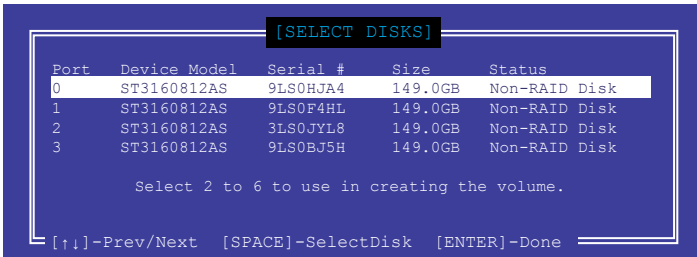 [SELECT DISKS]
Port Device Model Serial # Size Status
0 ST3160812AS 9LS0HJA4 149.0GB Non-RAID Disk
1 ST3160812AS 9LS0F4HL 149.0GB Non-RAID Disk
2 ST3160812AS 3LS0JYL8 149.0GB Non-RAID Disk
3 ST3160812AS 9LS0BJ5H 149.0GB Non-RAID Disk
Select 2 to 6 to use in creating the volume.
[↑↓]-Prev/Next [SPACE]-SelectDisk [ENTER]-Done